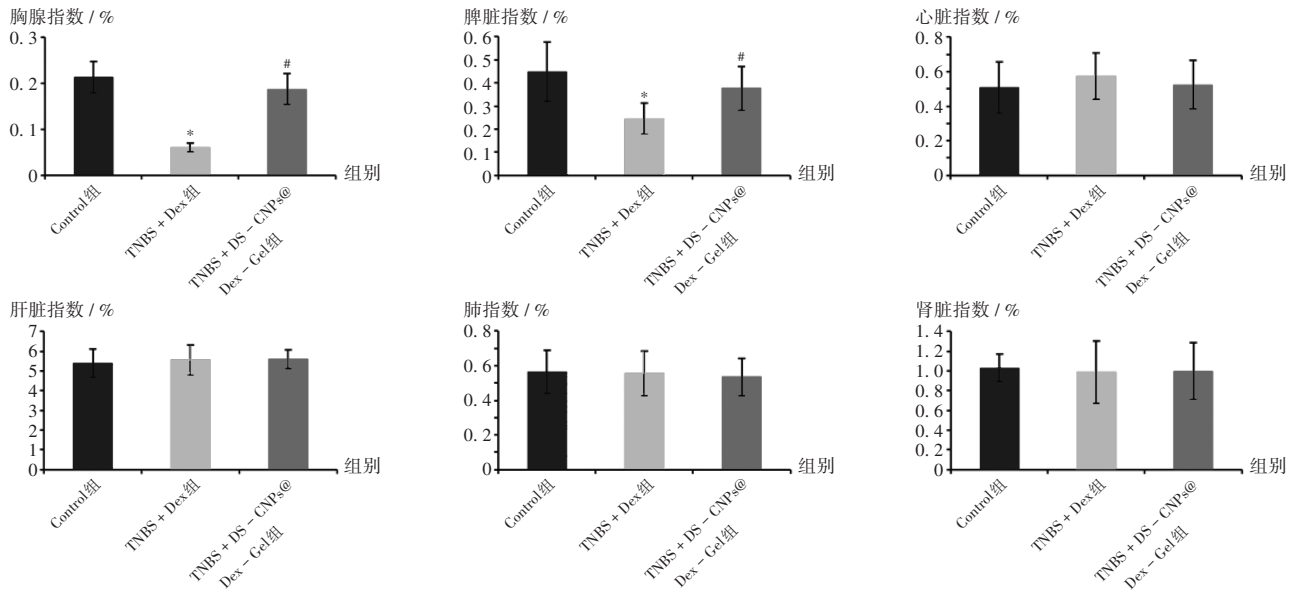 胸腺指数 / %
0.3
0.2
0.1
0
*
#
组别
Control组
TNBS + Dex组
TNBS + DS - CNPs@
Dex - Gel组
脾脏指数 / %
0.6
0.5
0.4
0.3
0.2
0.1
0
*
#
组别
Control组
TNBS + Dex组
TNBS + DS - CNPs@
Dex - Gel组
心脏指数 / %
0.8
0.6
0.4
0.2
0
组别
Control组
TNBS + Dex组
TNBS + DS - CNPs@
Dex - Gel组
肝脏指数 / %
7
6
5
4
3
2
1
0
组别
Control组
TNBS + Dex组
TNBS + DS - CNPs@
Dex - Gel组
肺指数 / %
0.8
0.6
0.4
0.2
0
组别
Control组
TNBS + Dex组
TNBS + DS - CNPs@
Dex - Gel组
肾脏指数 / %
1.4
1.2
1.0
0.8
0.6
0.4
0.2
0
组别
Control组
TNBS + Dex组
TNBS + DS - CNPs@
Dex - Gel组